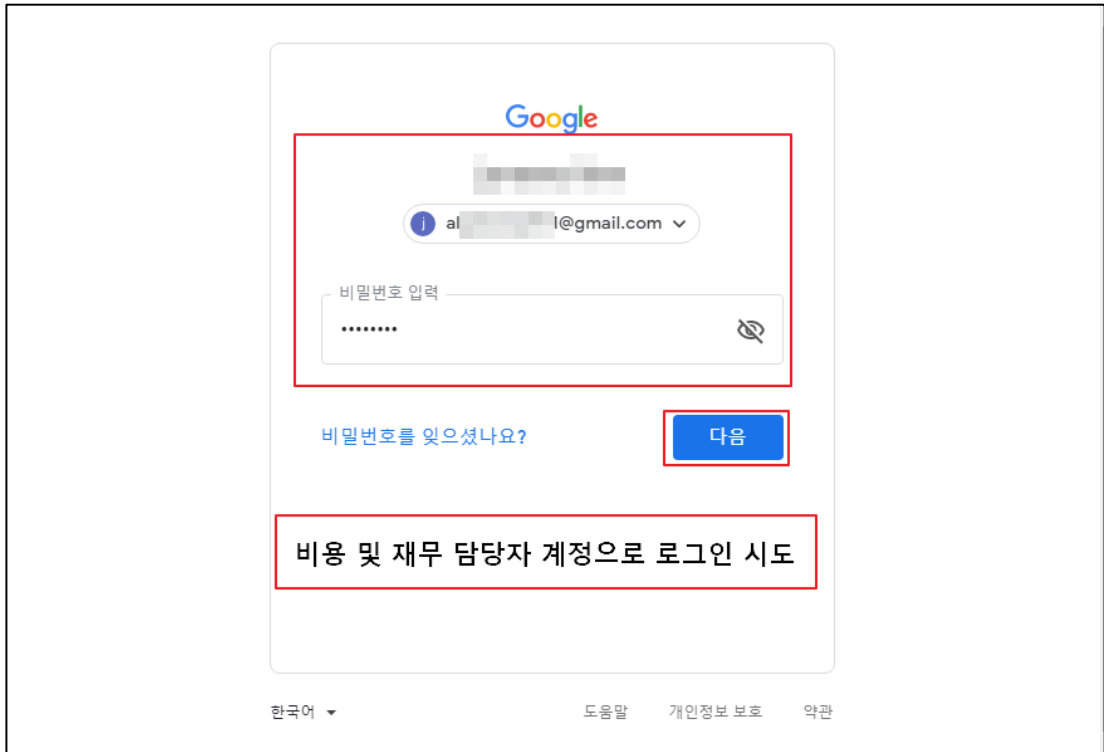 Google
j al l@gmail.com
비밀번호 입력
••••••••
비밀번호를 잊으셨나요?
다음
비용 및 재무 담당자 계정으로 로그인 시도
한국어
도움말 개인정보 보호 약관